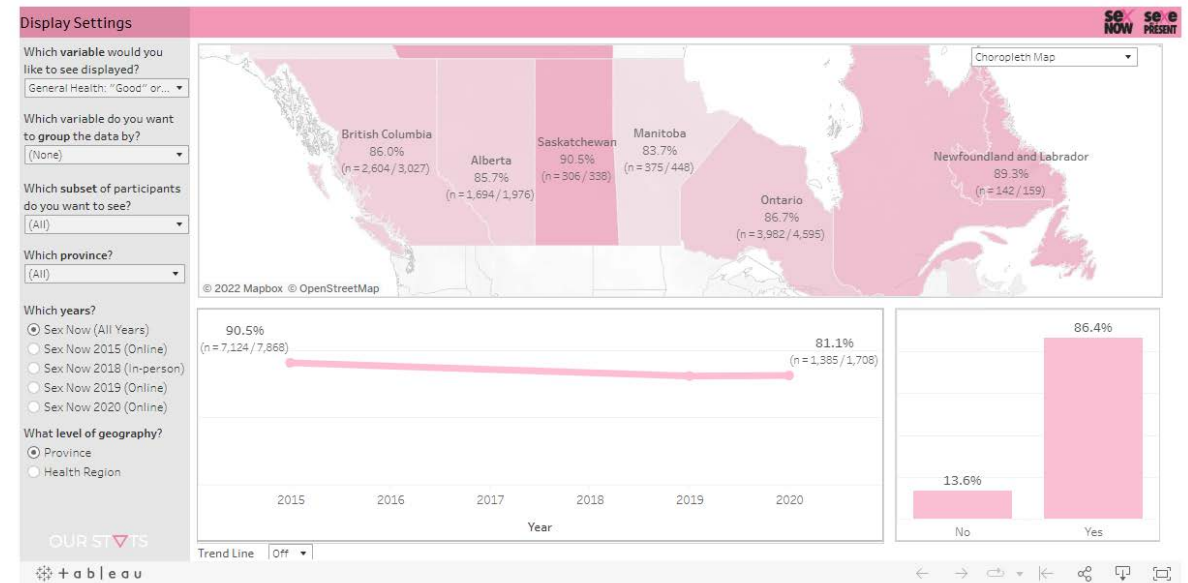 Display Settings
seX NOW
sexe PRÉSENT
Which variable would you
like to see displayed?
General Health: "Good" or...
Which variable do you want
to group the data by?
(None)
Which subset of participants
do you want to see?
(All)
Which province?
(All)
Which years?
Sex Now (All Years)
Sex Now 2015 (Online)
Sex Now 2018 (In-person)
Sex Now 2019 (Online)
Sex Now 2020 (Online)
What level of geography?
Province
Health Region
OUR STATS
Choropleth Map
British Columbia
86.0%
(n=2,604/3,027)
Alberta
85.7%
(n=1,694/1,976)
Saskatchewan
90.5%
(n=306/338)
Manitoba
83.7%
(n=375/448)
Ontario
86.7%
(n=3,982/4,595)
Newfoundland and Labrador
89.3%
(n=142/159)
© 2022 Mapbox © OpenStreetMap
90.5%
(n=7,124/7,868)
81.1%
(n=1,385/1,708)
2015 2016 2017 2018 2019 2020
Year
86.4%
13.6%
No Yes
Trend Line Off
+ableau